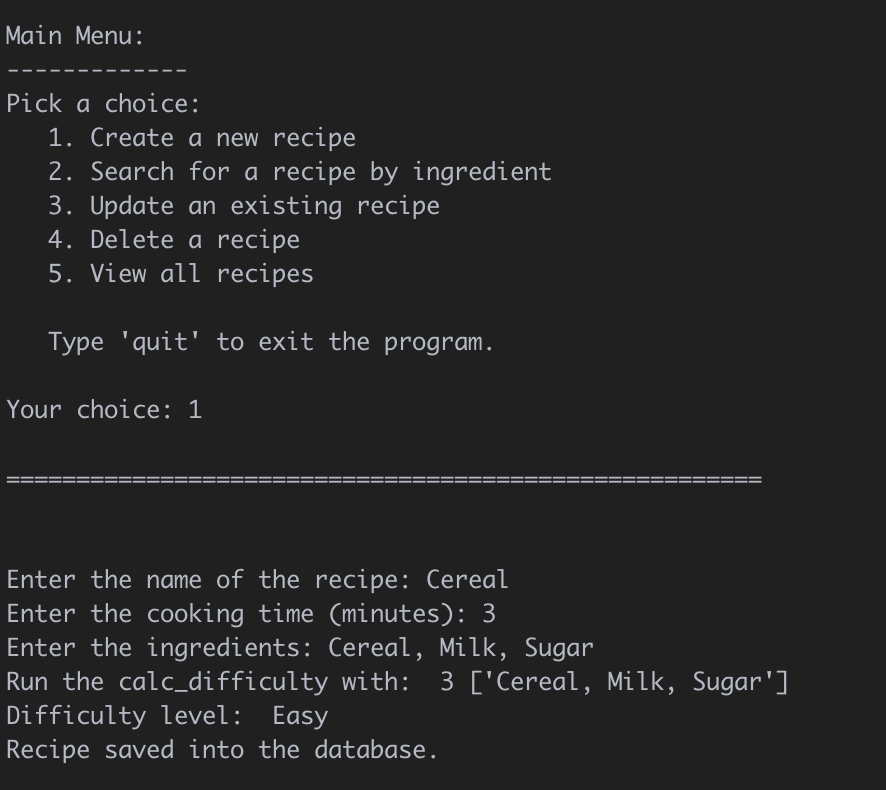 Main Menu:
-------------
Pick a choice:
   1. Create a new recipe
   2. Search for a recipe by ingredient
   3. Update an existing recipe
   4. Delete a recipe
   5. View all recipes

   Type 'quit' to exit the program.

Your choice: 1

======================================================

Enter the name of the recipe: Cereal
Enter the cooking time (minutes): 3
Enter the ingredients: Cereal, Milk, Sugar
Run the calc_difficulty with:  3 ['Cereal, Milk, Sugar']
Difficulty level:  Easy
Recipe saved into the database.